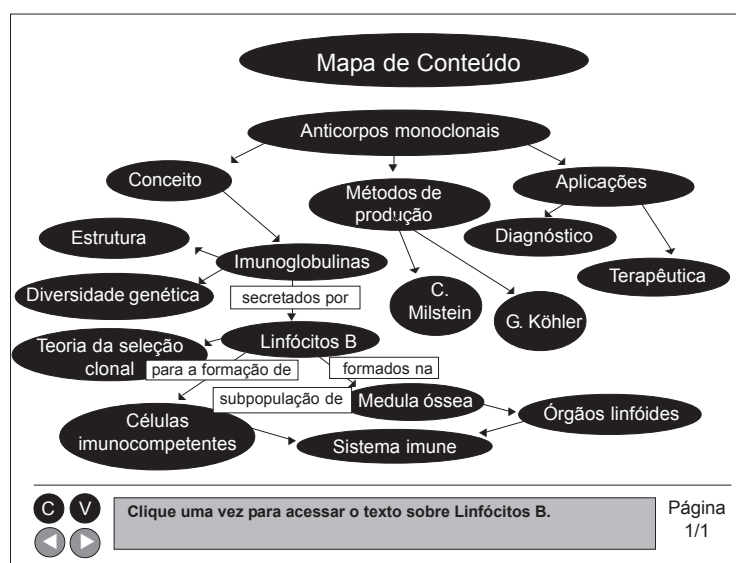 Mapa de Conteúdo
Anticorpos monoclonais
Conceito
Métodos de
produção
Aplicações
Estrutura
Imunoglobulinas
Diagnóstico
Terapêutica
Diversidade genética
secretados por
C.
Milstein
G. Köhler
Linfócitos B
Teoria da seleção
clonal
para a formação de
formados na
subpopulação de
Medula óssea
Órgãos linfóides
Células
imunocompetentes
Sistema imune
C
V
Clique uma vez para acessar o texto sobre Linfócitos B.
Página
1/1